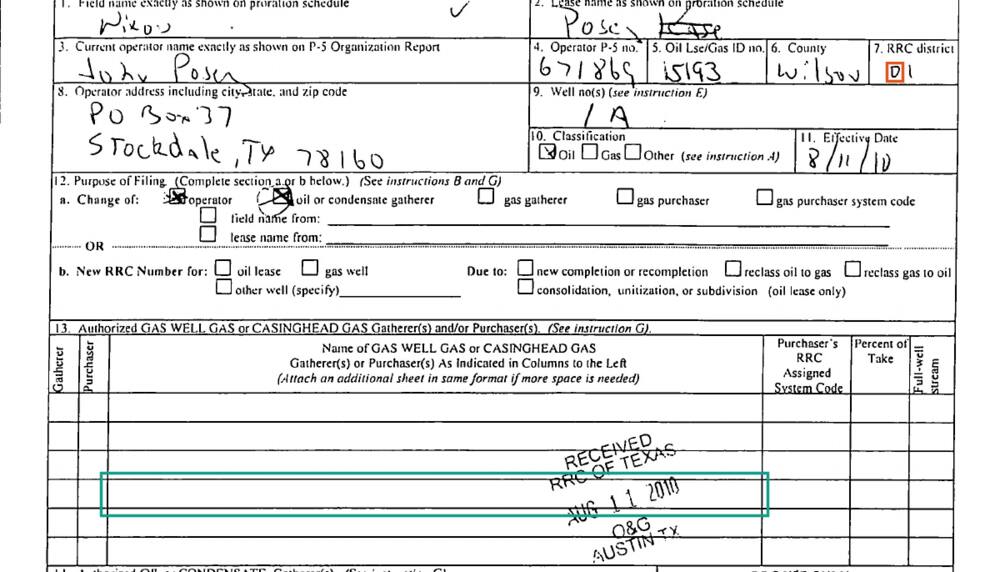 1. Field name exactly as shown on proration schedule
Nixon
2. Lease name as shown on proration schedule
Posey Lease
3. Current operator name exactly as shown on P-5 Organization Report
John Posey
4. Operator P-5 no.
671869
5. Oil Lse/Gas ID no.
15193
6. County
Wilson
7. RRC district
01
8. Operator address including city, State, and zip code
PO Box 37
Stockdale, TX 78160
9. Well no(s) (see instruction E)
1A
10. Classification
Oil Gas Other (see instruction A)
11. Effective Date
8/11/10
12. Purpose of Filing (Complete section a or b below.) (See instructions B and G)
a. Change of: operator oil or condensate gatherer gas gatherer gas purchaser gas purchaser system code
field name from:
lease name from:
OR
b. New RRC Number for: oil lease gas well Due to: new completion or recompletion reclass oil to gas reclass gas to oil
other well (specify) consolidation, unitization, or subdivision (oil lease only)
13. Authorized GAS WELL GAS or CASINGHEAD GAS Gatherer(s) and/or Purchaser(s). (See instruction G).
Gatherer
Purchaser
Name of GAS WELL GAS or CASINGHEAD GAS
Gatherer(s) or Purchaser(s) As Indicated in Columns to the Left
(Attach an additional sheet in same format if more space is needed)
Purchaser's
RRC
Assigned
System Code
Percent of
Take
Full-well
stream
RECEIVED
RRC OF TEXAS
AUG 11 2010
O&G
AUSTIN TX